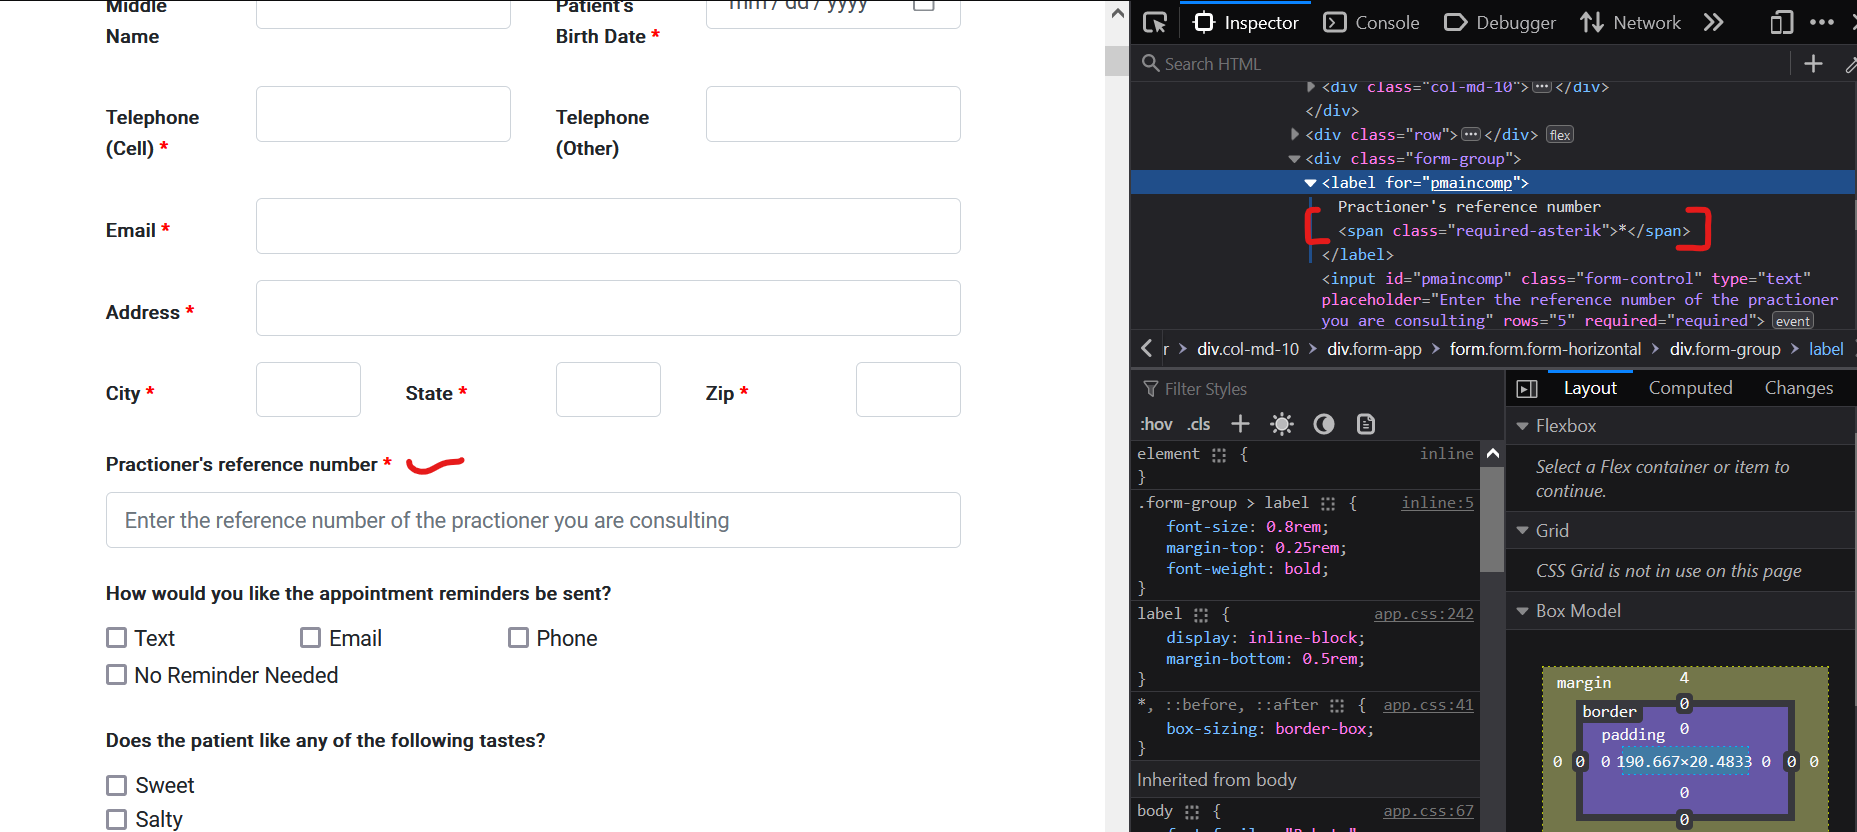 Middle
Name
Patient's
Birth Date *
mm / dd / yyyy
Telephone
(Cell) *
Telephone
(Other)
Email *
Address *
City *
State *
Zip *
Practioner's reference number *
Enter the reference number of the practioner you are consulting
How would you like the appointment reminders be sent?
Text
Email
Phone
No Reminder Needed
Does the patient like any of the following tastes?
Sweet
Salty
Inspector
Console
Debugger
Network
Search HTML
<div class="col-md-10"></div>
</div>
<div class="row"></div> flex
<div class="form-group">
<label for="pmaincomp">
Practioner's reference number
<span class="required-asterik">*</span>
</label>
<input id="pmaincomp" class="form-control" type="text"
placeholder="Enter the reference number of the practioner
you are consulting" rows="5" required="required"> event
r > div.col-md-10 > div.form-app > form.form.form-horizontal > div.form-group > label
Filter Styles
:hov .cls +
element { inline
}
.form-group > label { inline:5
font-size: 0.8rem;
margin-top: 0.25rem;
font-weight: bold;
}
label { app.css:242
display: inline-block;
margin-bottom: 0.5rem;
}
*, ::before, ::after { app.css:41
box-sizing: border-box;
}
Inherited from body
body { app.css:67
Layout
Computed
Changes
Flexbox
Select a Flex container or item to
continue.
Grid
CSS Grid is not in use on this page
Box Model
margin 4
border 0
padding 0
0 0 0 190.667×20.4833 0 0 0
0
0